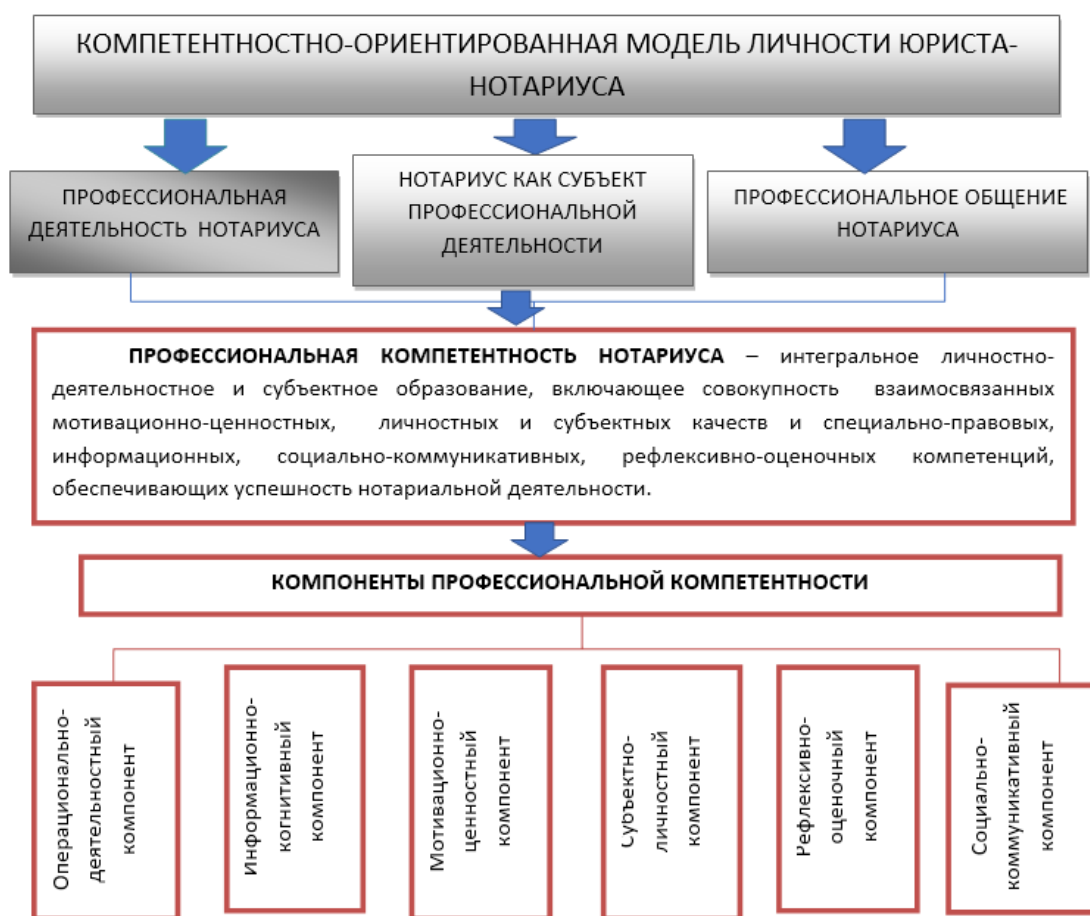 КОМПЕТЕНТНОСТНО-ОРИЕНТИРОВАННАЯ МОДЕЛЬ ЛИЧНОСТИ ЮРИСТА-
НОТАРИУСА
ПРОФЕССИОНАЛЬНАЯ
ДЕЯТЕЛЬНОСТЬ НОТАРИУСА
НОТАРИУС КАК СУБЪЕКТ
ПРОФЕССИОНАЛЬНОЙ
ДЕЯТЕЛЬНОСТИ
ПРОФЕССИОНАЛЬНОЕ ОБЩЕНИЕ
НОТАРИУСА
ПРОФЕССИОНАЛЬНАЯ КОМПЕТЕНТНОСТЬ НОТАРИУСА – интегральное личностно-
деятельностное и субъектное образование, включающее совокупность взаимосвязанных
мотивационно-ценностных, личностных и субъектных качеств и специально-правовых,
информационных, социально-коммуникативных, рефлексивно-оценочных компетенций,
обеспечивающих успешность нотариальной деятельности.
КОМПОНЕНТЫ ПРОФЕССИОНАЛЬНОЙ КОМПЕТЕНТНОСТИ
Операционально-
деятельностный
компонент
Информационно-
когнитивный
компонент
Мотивационно-
ценностный
компонент
Субъектно-
личностный
компонент
Рефлексивно-
оценочный
компонент
Социально-
коммуникативный
компонент